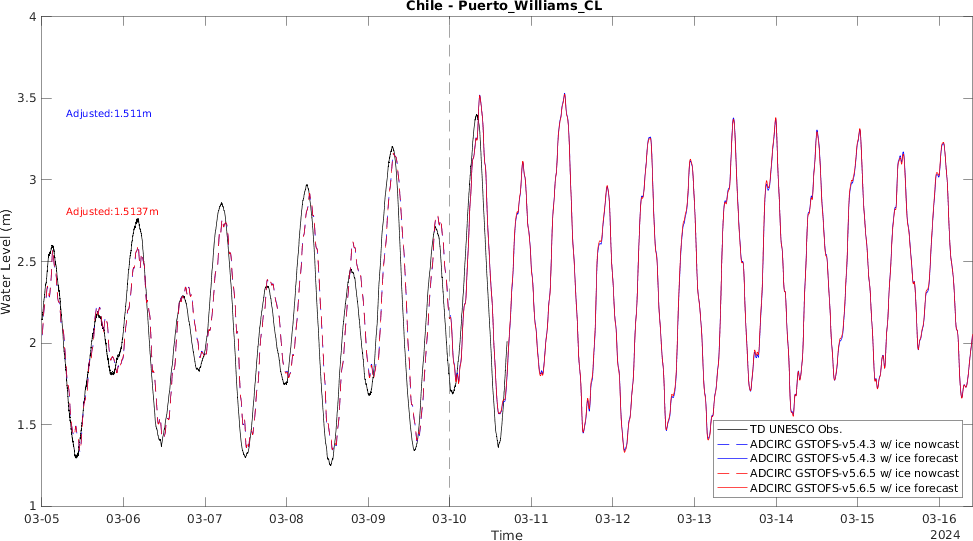 Chile - Puerto_Williams_CL
4
3.5
3
2.5
2
1.5
1
Water Level (m)
Adjusted:1.511m
Adjusted:1.5137m
TD UNESCO Obs.
ADCIRC GSTOFS-v5.4.3 w/ ice nowcast
ADCIRC GSTOFS-v5.4.3 w/ ice forecast
ADCIRC GSTOFS-v5.6.5 w/ ice nowcast
ADCIRC GSTOFS-v5.6.5 w/ ice forecast
03-05 03-06 03-07 03-08 03-09 03-10 03-11 03-12 03-13 03-14 03-15 03-16
Time
2024